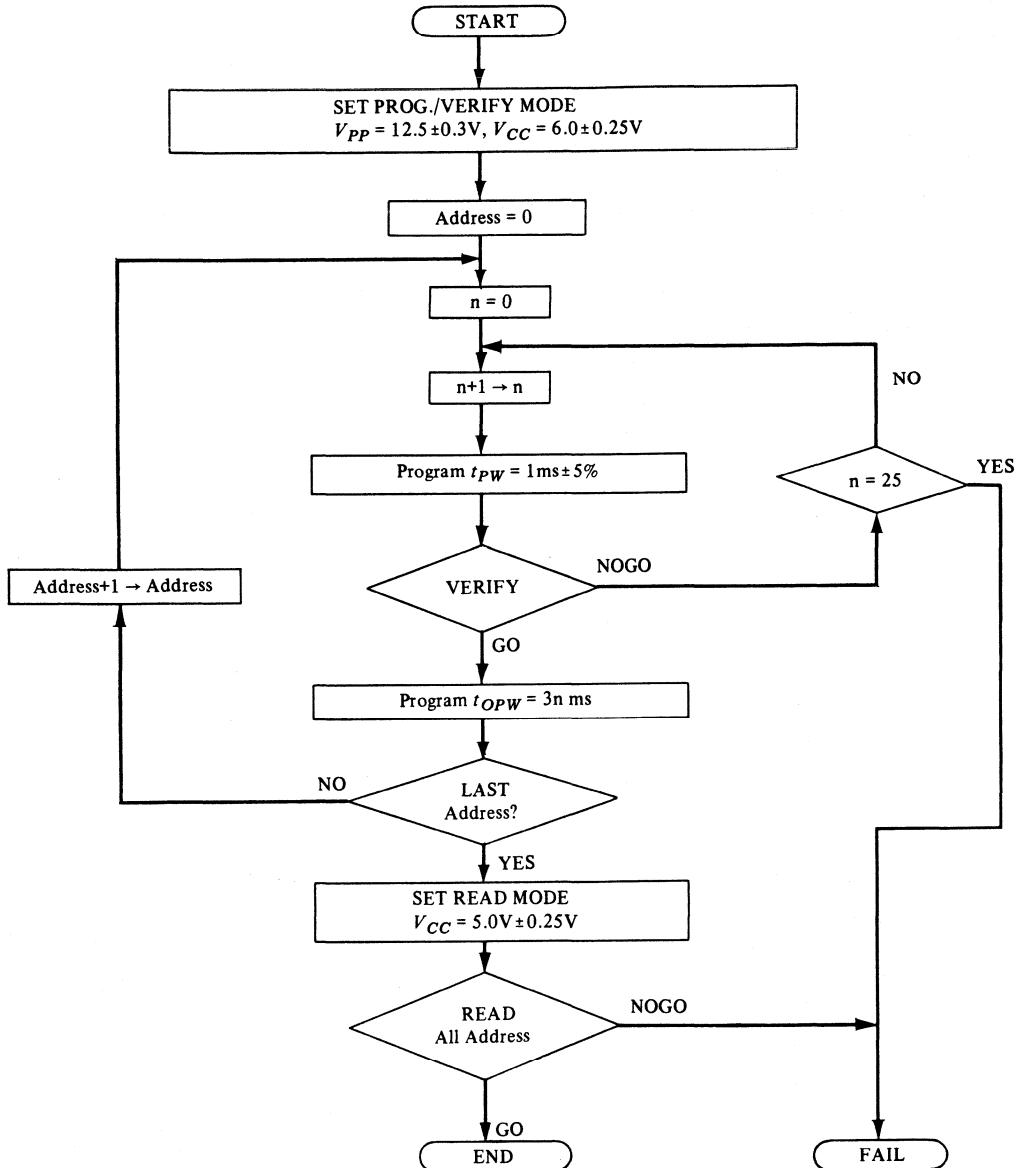 START
SET PROG./VERIFY MODE
V_PP = 12.5±0.3V, V_CC = 6.0±0.25V
Address = 0
n = 0
n+1 → n
NO
Program t_PW = 1ms±5%
n = 25
YES
VERIFY
NOGO
Address+1 → Address
GO
Program t_OPW = 3n ms
NO
LAST
Address?
YES
SET READ MODE
V_CC = 5.0V±0.25V
READ
All Address
NOGO
GO
END
FAIL